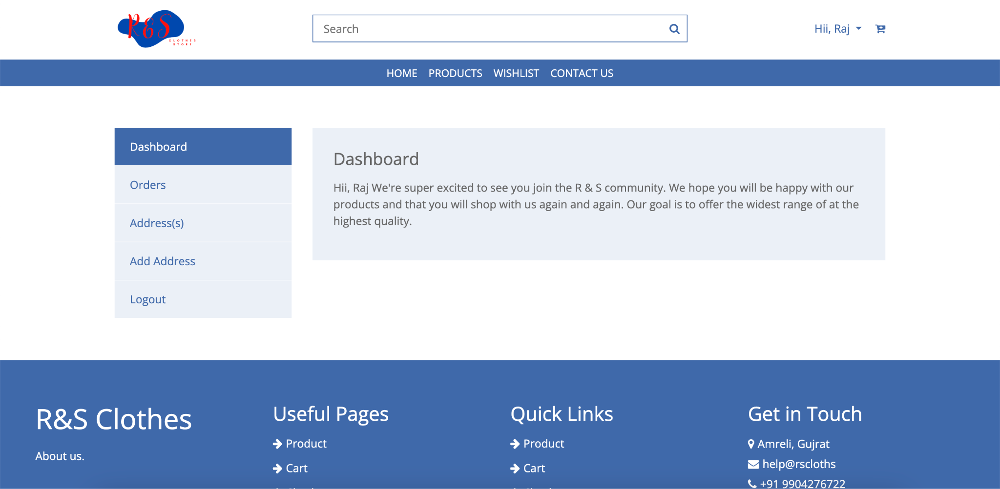 R&S
CLOTHES
STORE
Search
Hii, Raj
HOME PRODUCTS WISHLIST CONTACT US
Dashboard
Orders
Address(s)
Add Address
Logout
Dashboard
Hii, Raj We're super excited to see you join the R & S community. We hope you will be happy with our
products and that you will shop with us again and again. Our goal is to offer the widest range of at the
highest quality.
R&S Clothes
About us.
Useful Pages
Product
Cart
Quick Links
Product
Cart
Get in Touch
Amreli, Gujrat
help@rscloths
+91 9904276722